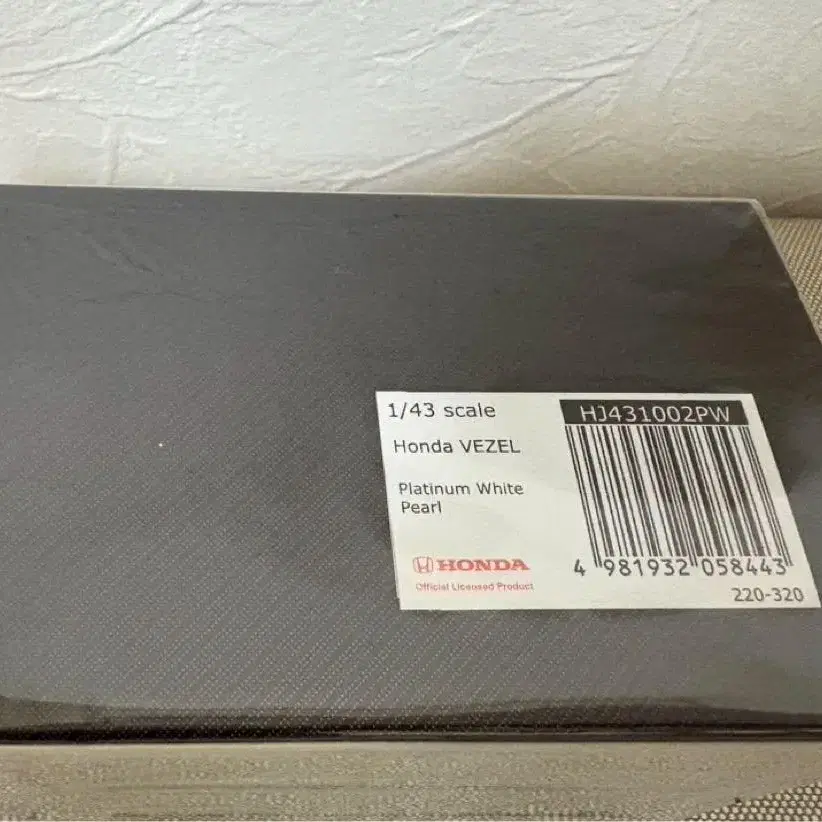 1/43 scale
HJ431002PW
Honda VEZEL
Platinum White
Pearl
HONDA
Official Licensed Product
4 981932 058443
220-320